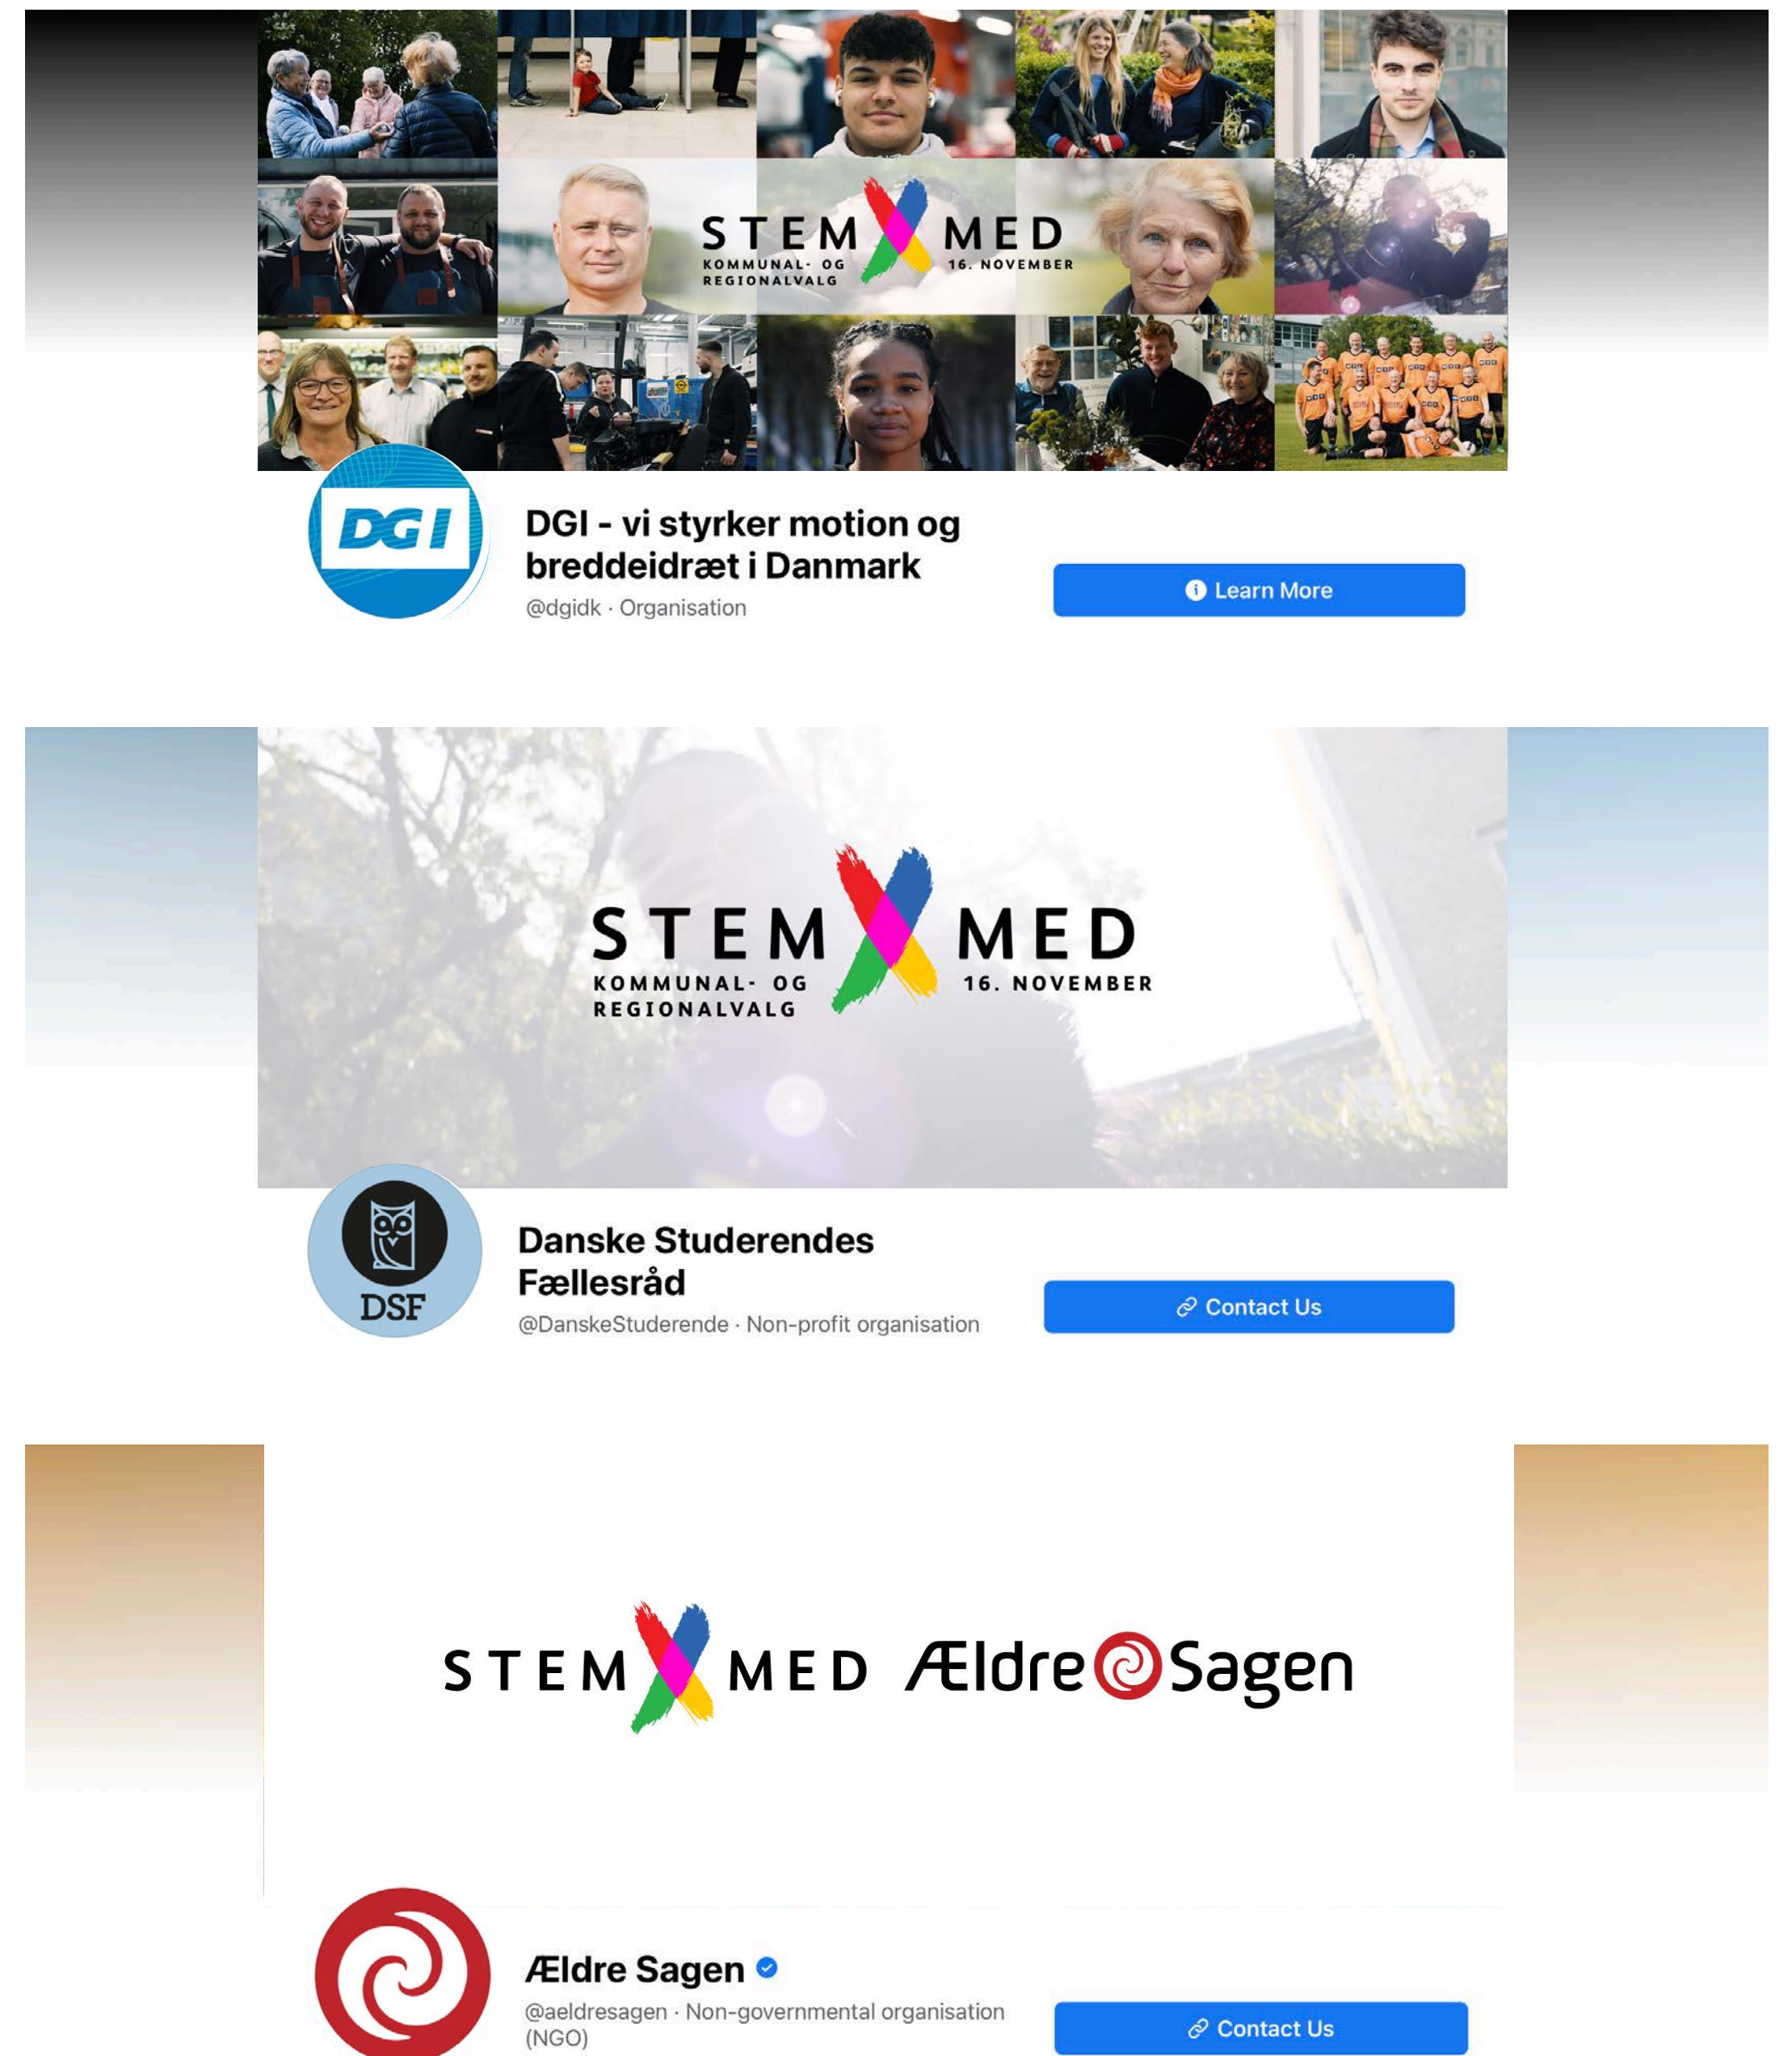 STEM MED
KOMMUNAL- OG
REGIONALVALG
16. NOVEMBER
DGI
DGI - vi styrker motion og
breddeidræt i Danmark
@dgidk · Organisation
Learn More
STEM MED
KOMMUNAL- OG
REGIONALVALG
16. NOVEMBER
DSF
Danske Studerendes
Fællesråd
@DanskeStuderende · Non-profit organisation
Contact Us
STEM MED Ældre Sagen
Ældre Sagen
@aeldresagen · Non-governmental organisation
(NGO)
Contact Us